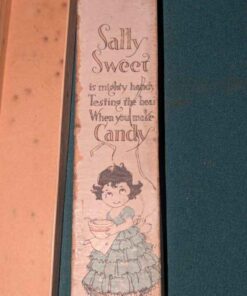 Sally
Sweet
is mighty handy
Testing the heat
When you make
Candy